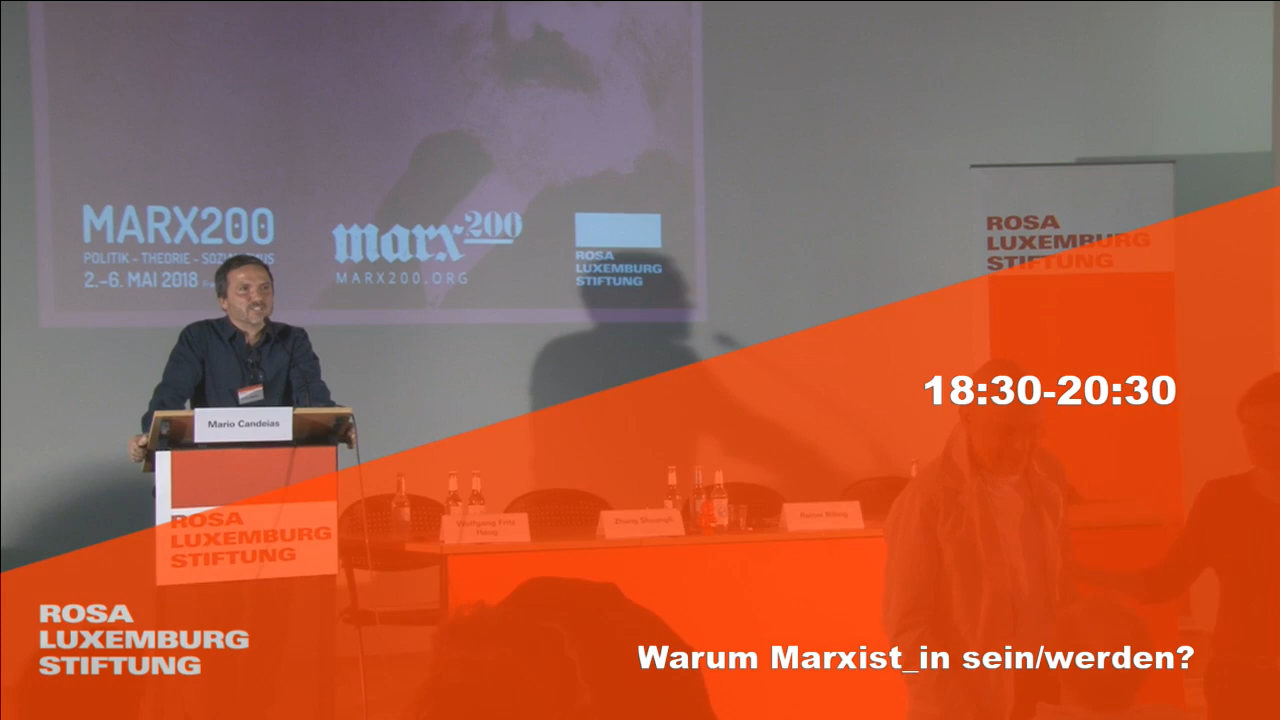 MARX200
POLITIK – THEORIE – SOZIALISMUS
2.–6. MAI 2018
marx200
MARX200.ORG
ROSA
LUXEMBURG
STIFTUNG
ROSA
LUXEMBURG
STIFTUNG
18:30-20:30
Mario Candeias
ROSA
LUXEMBURG
STIFTUNG
Wolfgang Fritz
Haug
Zhang Shuangli
Rainer Rilling
ROSA
LUXEMBURG
STIFTUNG
Warum Marxist_in sein/werden?